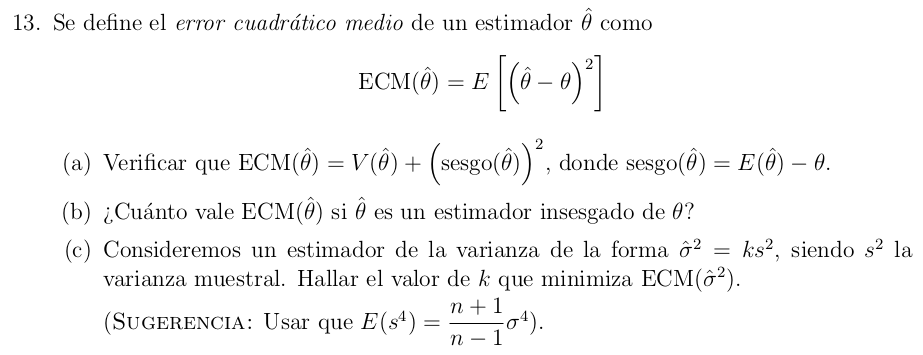 13. Se define el error cuadrático medio de un estimador θ̂ como
ECM(θ̂) = E [(θ̂ − θ)²]
(a) Verificar que ECM(θ̂) = V(θ̂) + (sesgo(θ̂))², donde sesgo(θ̂) = E(θ̂) − θ.
(b) ¿Cuánto vale ECM(θ̂) si θ̂ es un estimador insesgado de θ?
(c) Consideremos un estimador de la varianza de la forma σ̂² = ks², siendo s² la
varianza muestral. Hallar el valor de k que minimiza ECM(σ̂²).
(SUGERENCIA: Usar que E(s⁴) = \frac{n + 1}{n − 1}σ⁴).